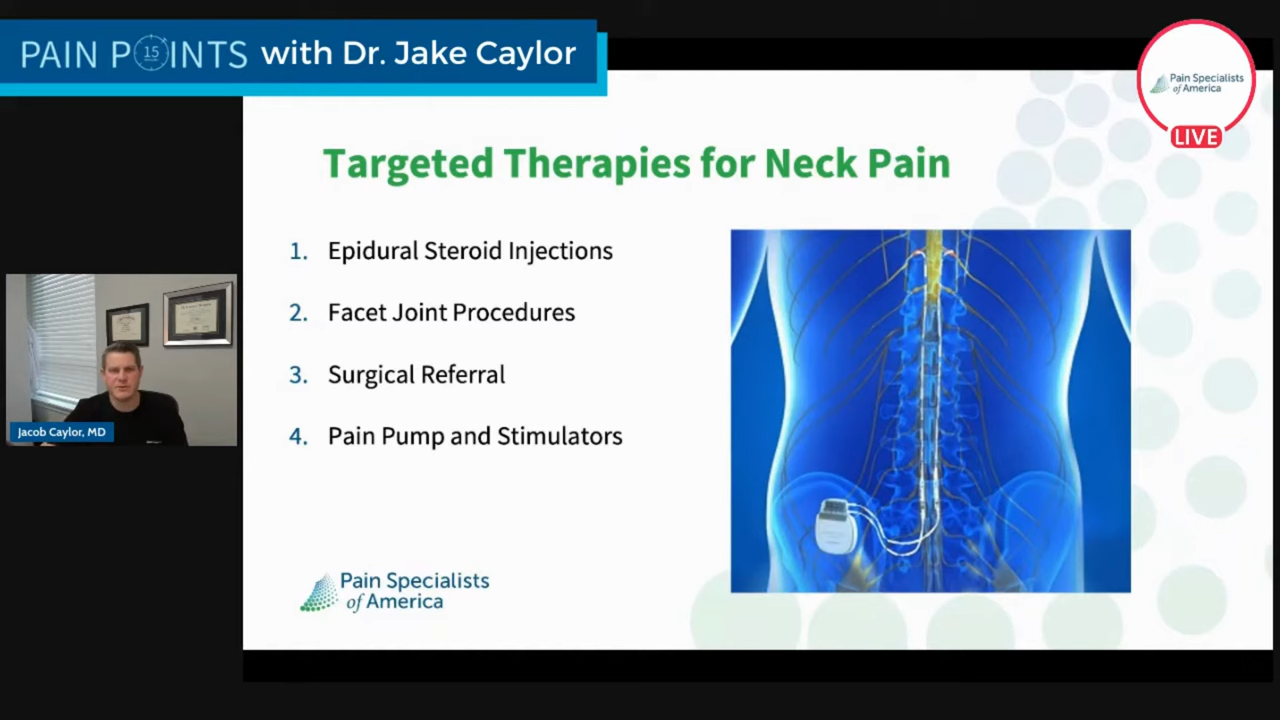 PAIN POINTS with Dr. Jake Caylor
15
Pain Specialists
of America
LIVE
Targeted Therapies for Neck Pain
1. Epidural Steroid Injections
2. Facet Joint Procedures
3. Surgical Referral
4. Pain Pump and Stimulators
Jacob Caylor, MD
Pain Specialists
of America